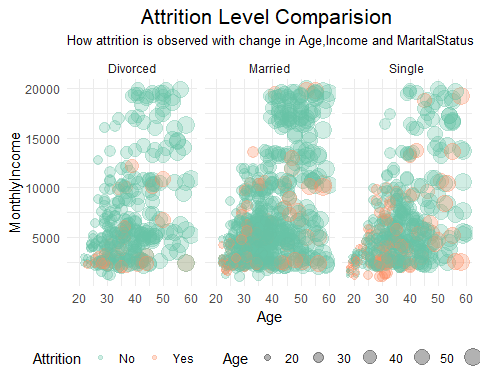 Attrition Level Comparision
How attrition is observed with change in Age,Income and MaritalStatus
Divorced Married Single
20000
15000
10000
5000
MonthlyIncome
20 30 40 50 60 20 30 40 50 60 20 30 40 50 60
Age
Attrition No Yes Age 20 30 40 50